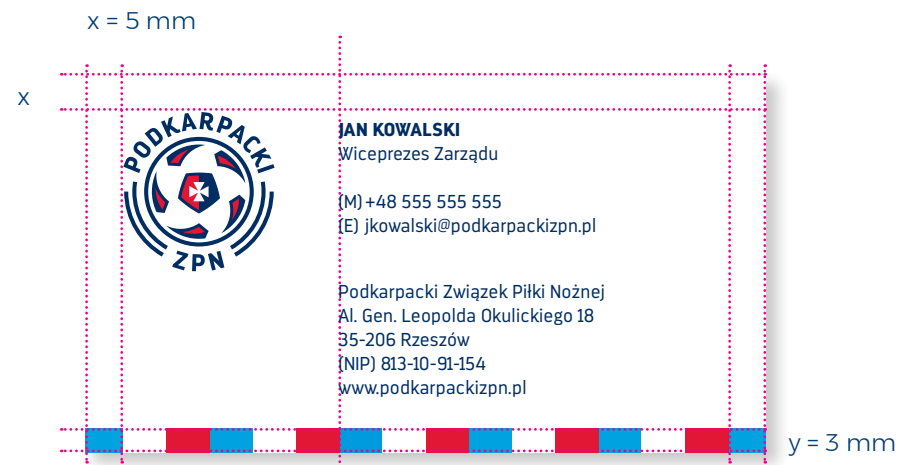 x = 5 mm
x
PODKARPACKI
ZPN
JAN KOWALSKI
Wiceprezes Zarządu
(M) +48 555 555 555
(E) jkowalski@podkarpackizpn.pl
Podkarpacki Związek Piłki Nożnej
Al. Gen. Leopolda Okulickiego 18
35-206 Rzeszów
(NIP) 813-10-91-154
www.podkarpackizpn.pl
y = 3 mm